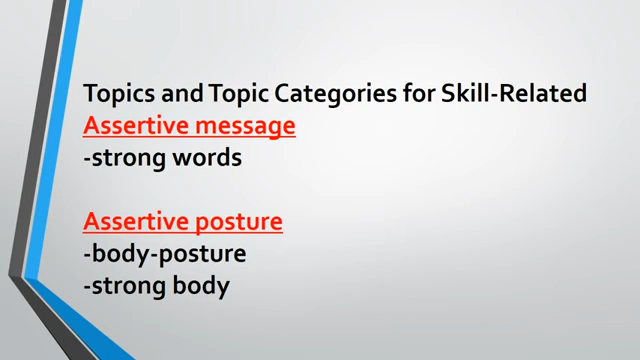 Topics and Topic Categories for Skill-Related
Assertive message
-strong words
Assertive posture
-body-posture
-strong body